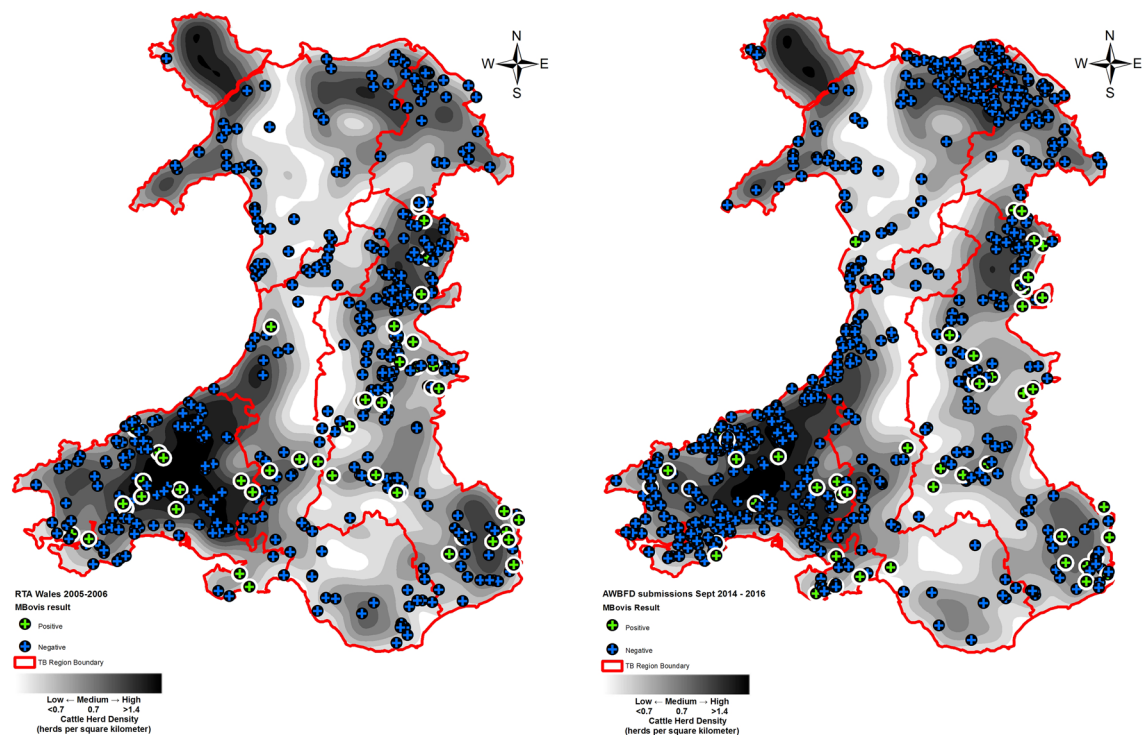 N
W E
S
RTA Wales 2005-2006
MBovis result
Positive
Negative
TB Region Boundary
Low ← Medium → High
<0.7 0.7 >1.4
Cattle Herd Density
(herds per square kilometer)
N
W E
S
AWBFD submissions Sept 2014 - 2016
MBovis Result
Positive
Negative
TB Region Boundary
Low ← Medium → High
<0.7 0.7 >1.4
Cattle Herd Density
(herds per square kilometer)